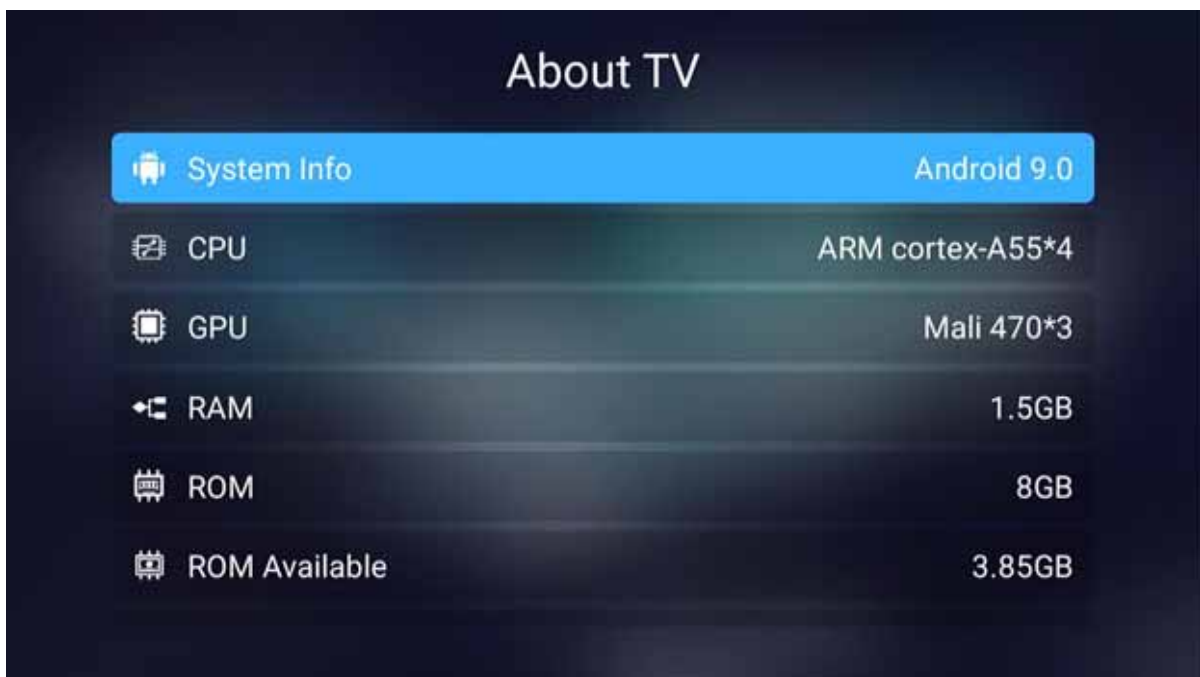 About TV
System Info Android 9.0
CPU ARM cortex-A55*4
GPU Mali 470*3
RAM 1.5GB
ROM 8GB
ROM Available 3.85GB